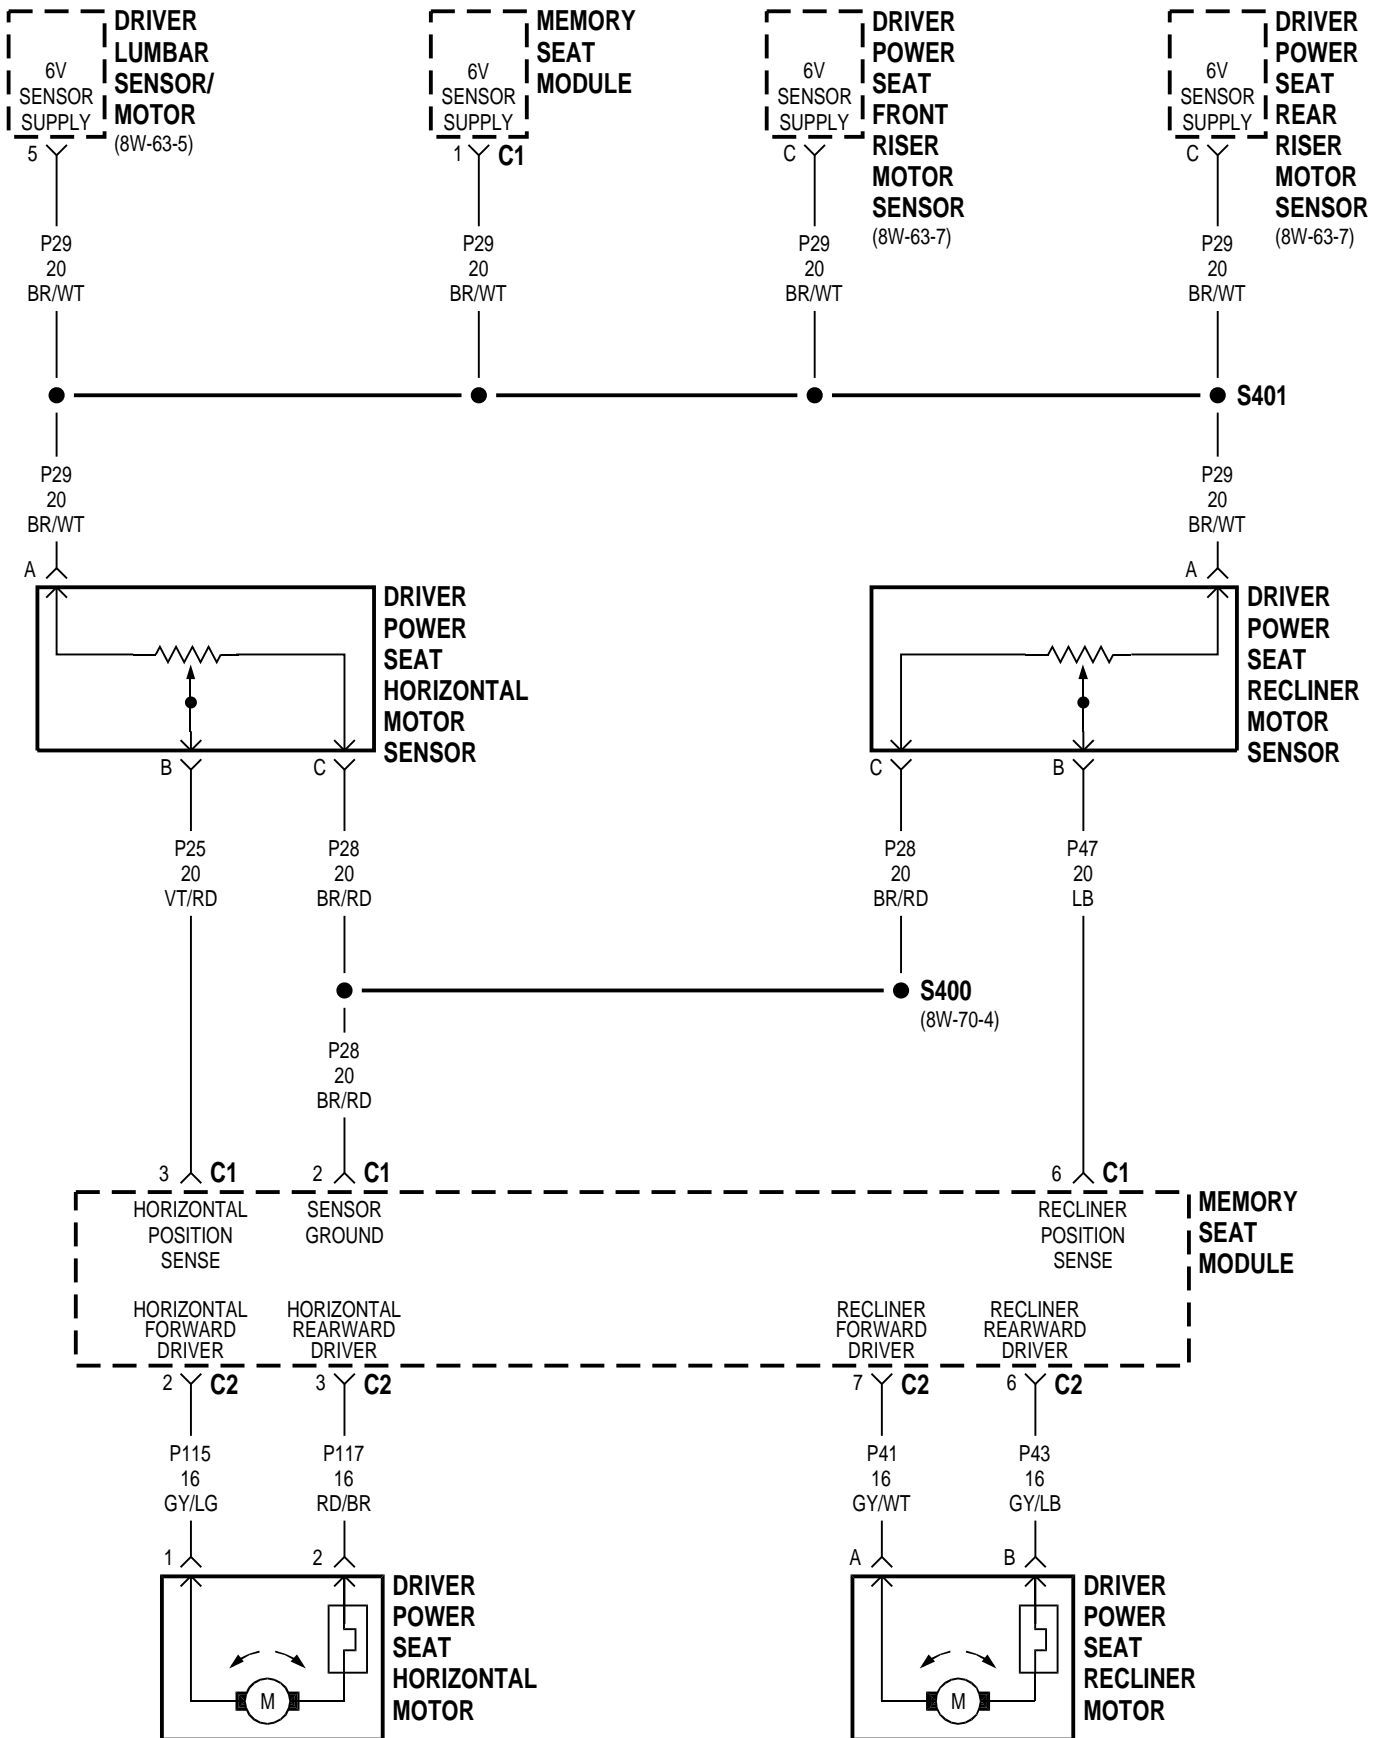 DRIVER
LUMBAR
SENSOR/
MOTOR
(8W-63-5)
6V
SENSOR
SUPPLY
5
MEMORY
SEAT
MODULE
6V
SENSOR
SUPPLY
1 C1
DRIVER
POWER
SEAT
FRONT
RISER
MOTOR
SENSOR
(8W-63-7)
6V
SENSOR
SUPPLY
C
DRIVER
POWER
SEAT
REAR
RISER
MOTOR
SENSOR
(8W-63-7)
6V
SENSOR
SUPPLY
C
P29
20
BR/WT
P29
20
BR/WT
P29
20
BR/WT
P29
20
BR/WT
S401
P29
20
BR/WT
P29
20
BR/WT
A
DRIVER
POWER
SEAT
HORIZONTAL
MOTOR
SENSOR
B
C
A
DRIVER
POWER
SEAT
RECLINER
MOTOR
SENSOR
C
B
P25
20
VT/RD
P28
20
BR/RD
P28
20
BR/RD
P47
20
LB
S400
(8W-70-4)
P28
20
BR/RD
3 C1
2 C1
6 C1
HORIZONTAL
POSITION
SENSE
SENSOR
GROUND
RECLINER
POSITION
SENSE
MEMORY
SEAT
MODULE
HORIZONTAL
FORWARD
DRIVER
HORIZONTAL
REARWARD
DRIVER
RECLINER
FORWARD
DRIVER
RECLINER
REARWARD
DRIVER
2 C2
3 C2
7 C2
6 C2
P115
16
GY/LG
P117
16
RD/BR
P41
16
GY/WT
P43
16
GY/LB
1
2
A
B
M
DRIVER
POWER
SEAT
HORIZONTAL
MOTOR
M
DRIVER
POWER
SEAT
RECLINER
MOTOR